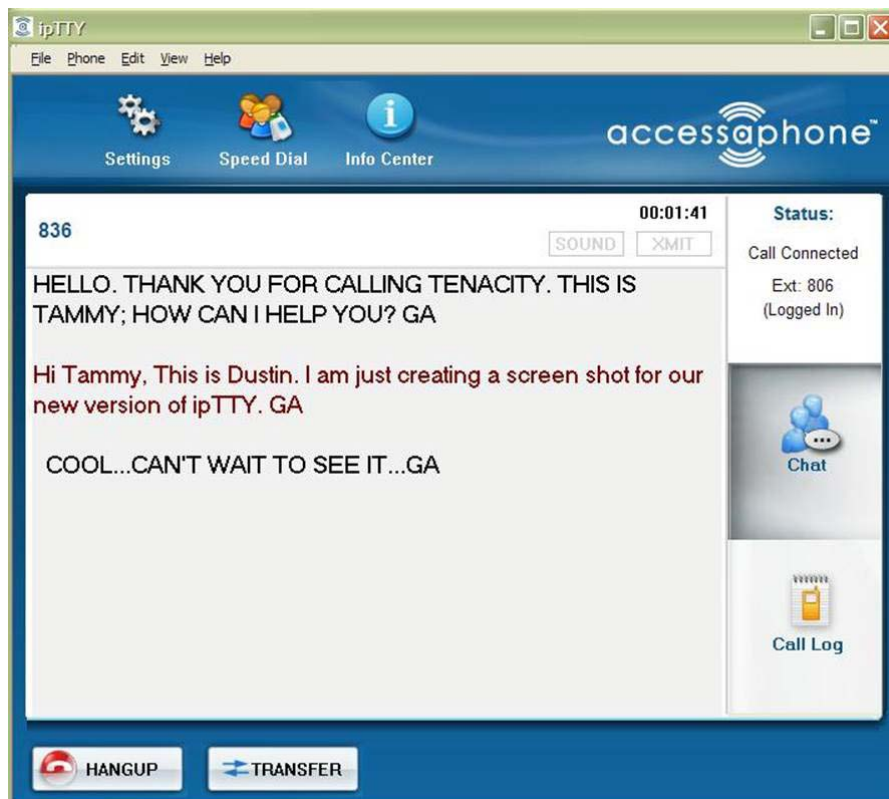 ipTTY
File Phone Edit View Help
Settings Speed Dial Info Center
accessaphone™
836
00:01:41
SOUND XMIT
HELLO. THANK YOU FOR CALLING TENACITY. THIS IS
TAMMY; HOW CAN I HELP YOU? GA
Hi Tammy, This is Dustin. I am just creating a screen shot for our
new version of ipTTY. GA
COOL...CAN'T WAIT TO SEE IT...GA
Status:
Call Connected
Ext: 806
(Logged In)
Chat
Call Log
HANGUP TRANSFER